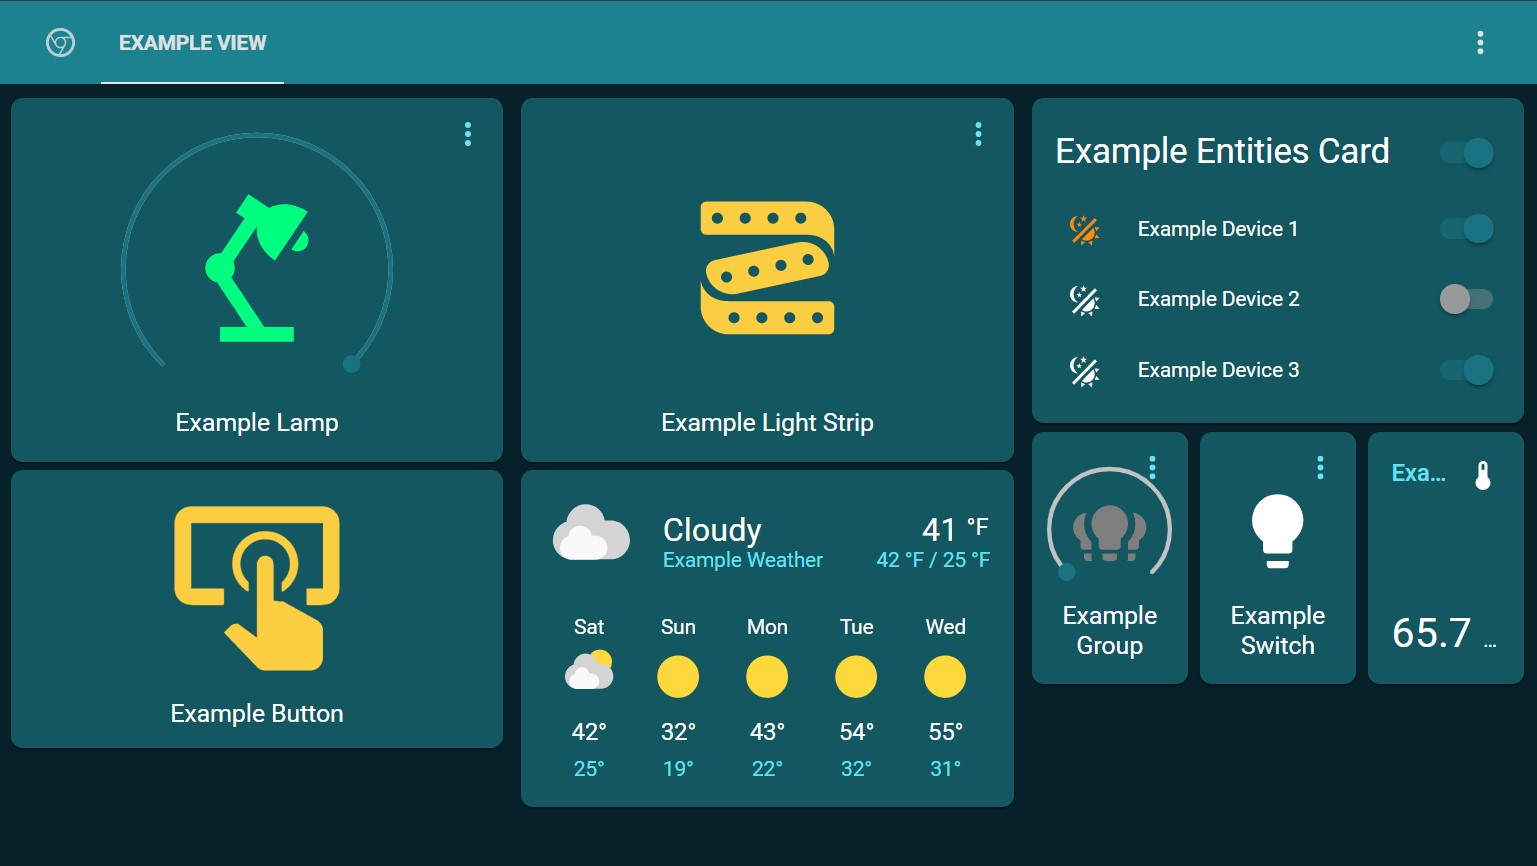 EXAMPLE VIEW
Example Lamp
Example Light Strip
Example Entities Card
Example Device 1
Example Device 2
Example Device 3
Example Button
Cloudy
41 °F
Example Weather
42 °F / 25 °F
Sat Sun Mon Tue Wed
42° 32° 43° 54° 55°
25° 19° 22° 32° 31°
Example
Group
Example
Switch
Exa...
65.7 ...